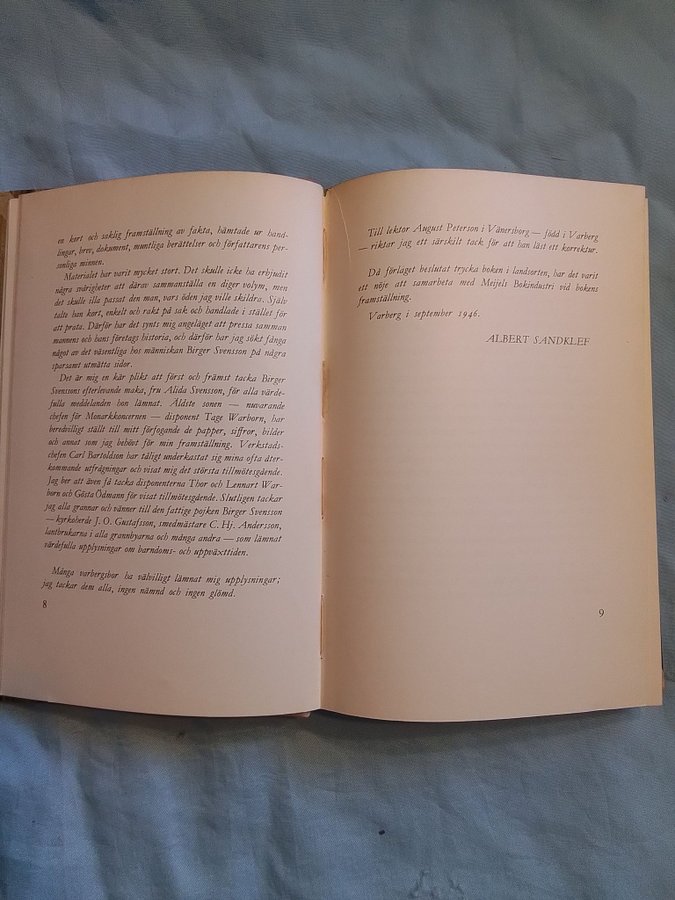 en kort och saklig framställning av fakta, hämtade ur hand-
lingar, brev, dokument, muntliga berättelser och författarens per-
sonliga minnen.
Materialet har varit mycket stort. Det skulle icke ha erbjudit
några svårigheter att därav sammanställa en diger volym, men
det skulle illa passat den man, vars öden jag ville skildra. Själv
talte han kort, enkelt och rakt på sak och handlade i stället för
att prata. Därför har det synts mig angeläget att pressa samman
mannens och hans företags historia, och därför har jag sökt fånga
något av det väsentliga hos människan Birger Svensson på några
sparsamt utmätta sidor.
Det är mig en kär plikt att först och främst tacka Birger
Svenssons efterlevande maka, fru Alida Svensson, för alla värde-
fulla meddelanden hon lämnat. Äldste sonen — nuvarande
chefen för Monarkkoncernen — disponent Tage Warborn, har
beredvilligt ställt till mitt förfogande de papper, siffror, bilder
och annat som jag behövt för min framställning. Verkstads-
chefen Carl Bartoldson har tåligt underkastat sig mina ofta åter-
kommande utfrågningar och visat mig det största tillmötesgående.
Jag ber att även få tacka disponenterna Thor och Lennart War-
born och Gösta Ödmann för visat tillmötesgående. Slutligen tackar
jag alla grannar och vänner till den fattige pojken Birger Svensson
— kyrkoherde J. O. Gustafsson, smedmästare C. Hj. Andersson,
lantbrukarna i alla grannbyarna och många andra — som lämnat
värdefulla upplysningar om barndoms- och uppväxttiden.
Många varbergsbor ha välvilligt lämnat mig upplysningar;
jag tackar dem alla, ingen nämnd och ingen glömd.
8
Till lektor August Peterson i Vänersborg — född i Varberg
— riktar jag ett särskilt tack för att han läst ett korrektur.
Då förlaget beslutat trycka boken i landsorten, har det varit
ett nöje att samarbeta med Meijels Bokindustri vid bokens
framställning.
Varberg i september 1946.
ALBERT SANDKLEF
9